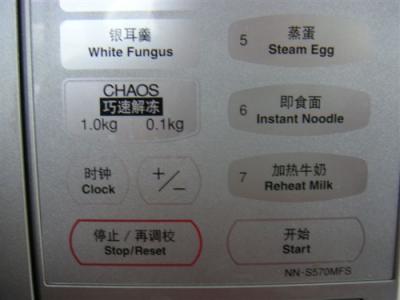 银耳羹
White Fungus
5
蒸蛋
Steam Egg
CHAOS
巧速解冻
1.0kg 0.1kg
6
即食面
Instant Noodle
时钟
Clock
+/−
7
加热牛奶
Reheat Milk
停止 / 再调校
Stop/Reset
开始
Start
NN-S570MFS